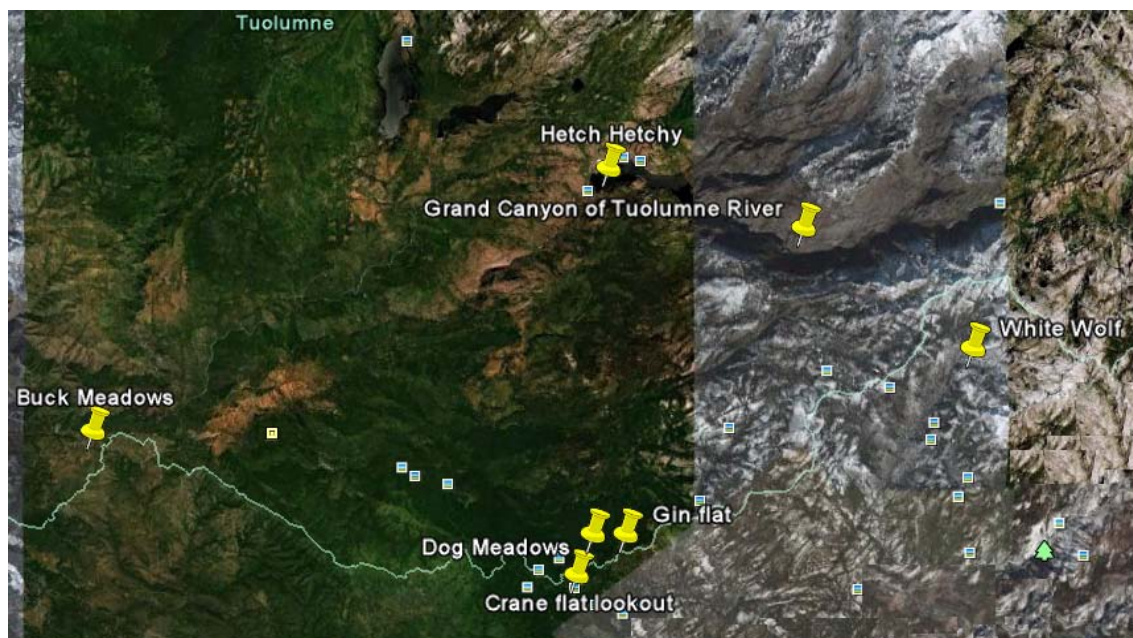 Tuolumne
Hetch Hetchy
Grand Canyon of Tuolumne River
White Wolf
Buck Meadows
Gin flat
Dog Meadows
Crane flat lookout